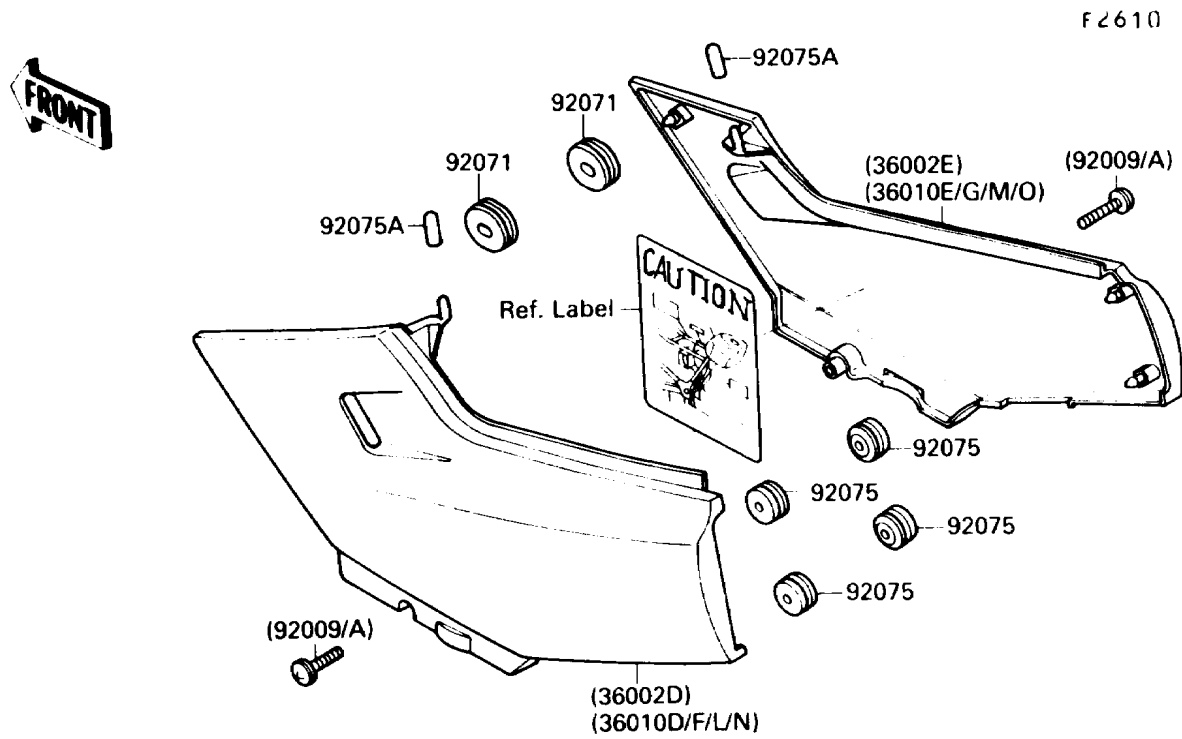 F2610
FRONT
92075A
92071
92071
(36002E)
(36010E/G/M/O)
(92009/A)
92075A
CAUTION
Ref. Label
92075
92075
92075
92075
(92009/A)
(36002D)
(36010D/F/L/N)